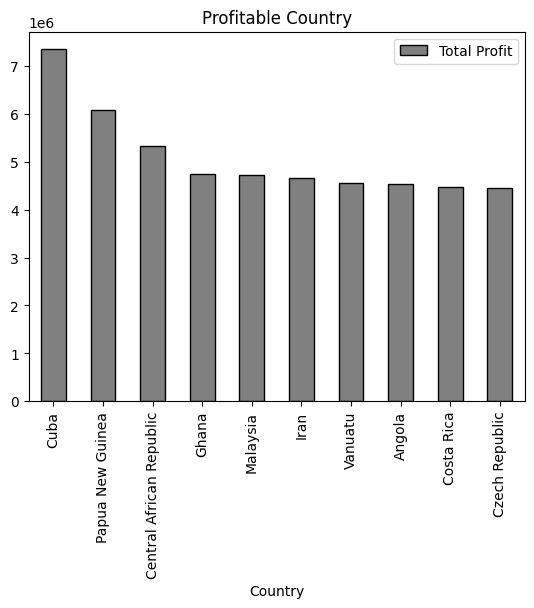 Profitable Country
1e6
Total Profit
7
6
5
4
3
2
1
0
Cuba
Papua New Guinea
Central African Republic
Ghana
Malaysia
Iran
Vanuatu
Angola
Costa Rica
Czech Republic
Country